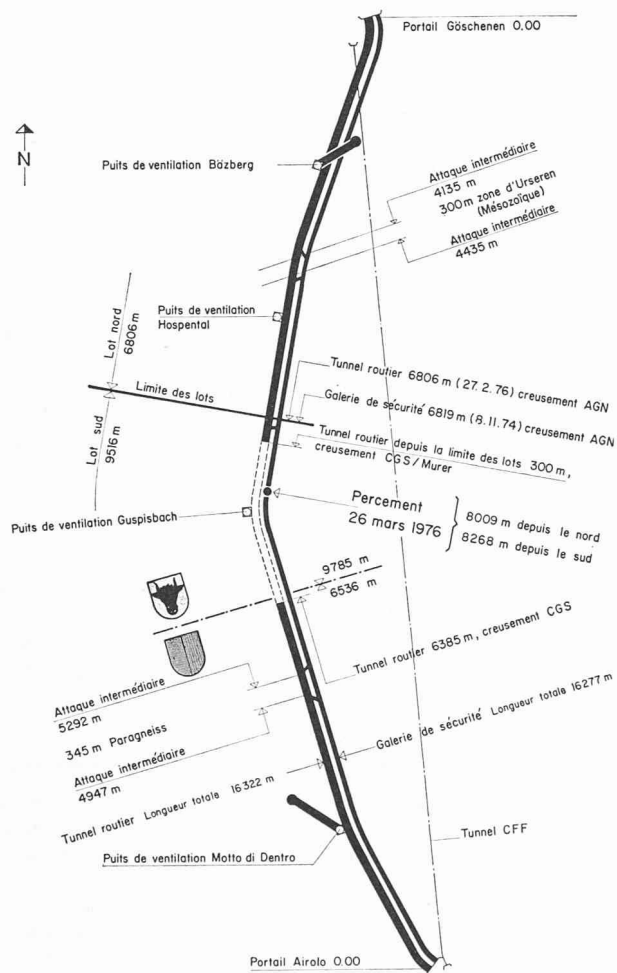 Portail Göschenen 0.00
N
Puits de ventilation Bäzberg
Attaque intermédiaire
4135 m
300 m zone d'Urseren
(Mésozoïque)
Attaque intermédiaire
4435 m
Puits de ventilation
Hospental
Lot nord
6806 m
Limite des lots
Lot sud
9516 m
Tunnel routier 6806 m (27.2.76) creusement AGN
Galerie de sécurité 6819 m (8.11.74) creusement AGN
Tunnel routier depuis la limite des lots 300 m,
creusement CGS / Murer
Percement
26 mars 1976
8009 m depuis le nord
8268 m depuis le sud
Puits de ventilation Guspisbach
9785 m
6536 m
Tunnel routier 6385 m, creusement CGS
Attaque intermédiaire
5292 m
345 m Paragneiss
Attaque intermédiaire
4947 m
Galerie de sécurité Longueur totale 16277 m
Tunnel routier Longueur totale 16322 m
Tunnel CFF
Puits de ventilation Motto di Dentro
Portail Airolo 0.00